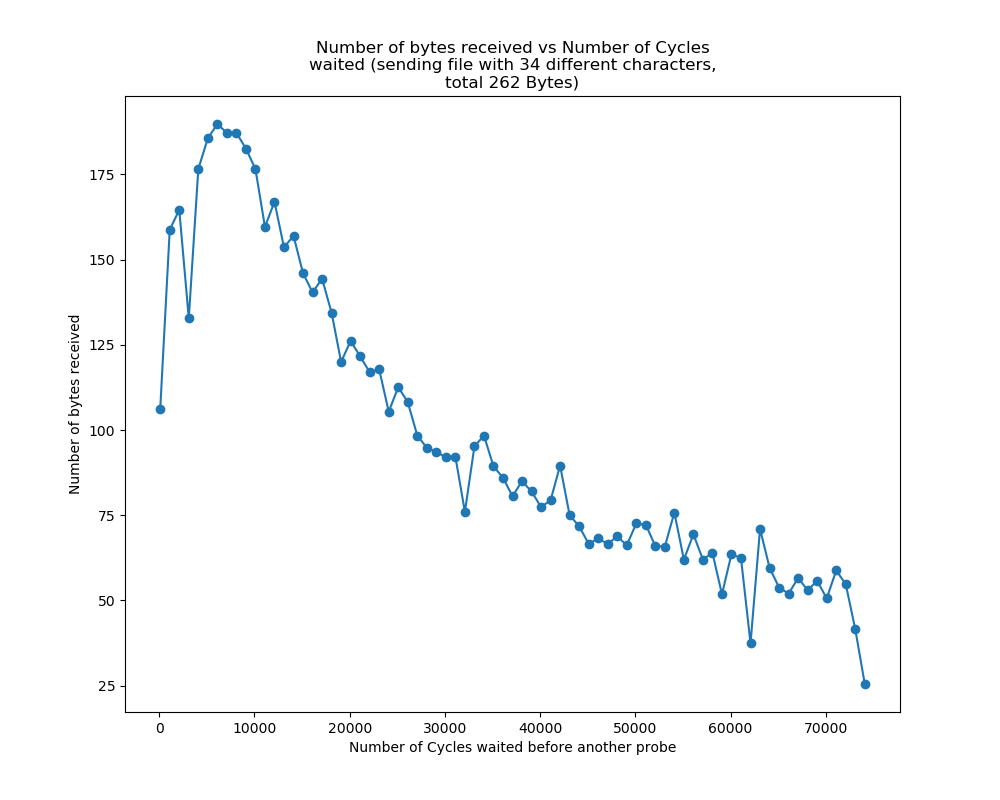 Number of bytes received vs Number of Cycles
waited (sending file with 34 different characters,
total 262 Bytes)
Number of bytes received
175
150
125
100
75
50
25
0 10000 20000 30000 40000 50000 60000 70000
Number of Cycles waited before another probe